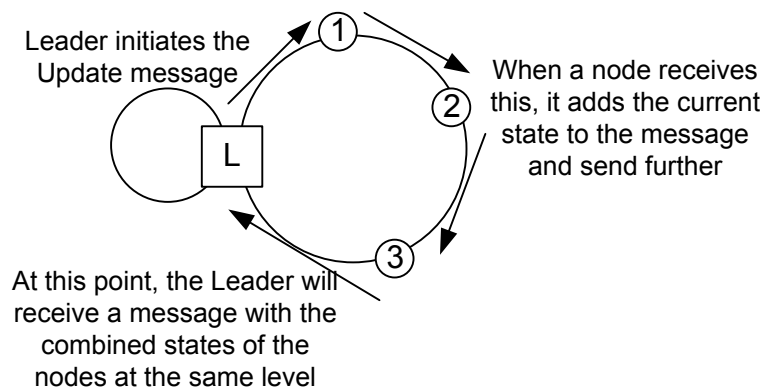 Leader initiates the
Update message
1
2
When a node receives
this, it adds the current
state to the message
and send further
L
3
At this point, the Leader will
receive a message with the
combined states of the
nodes at the same level